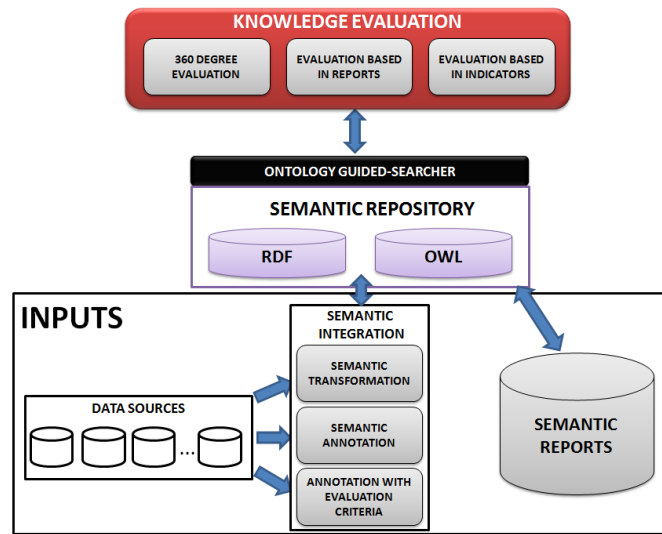 KNOWLEDGE EVALUATION
360 DEGREE
EVALUATION
EVALUATION BASED
IN REPORTS
EVALUATION BASED
IN INDICATORS
ONTOLOGY GUIDED-SEARCHER
SEMANTIC REPOSITORY
RDF
OWL
INPUTS
SEMANTIC
INTEGRATION
SEMANTIC
TRANSFORMATION
SEMANTIC
ANNOTATION
ANNOTATION WITH
EVALUATION
CRITERIA
DATA SOURCES
...
SEMANTIC
REPORTS